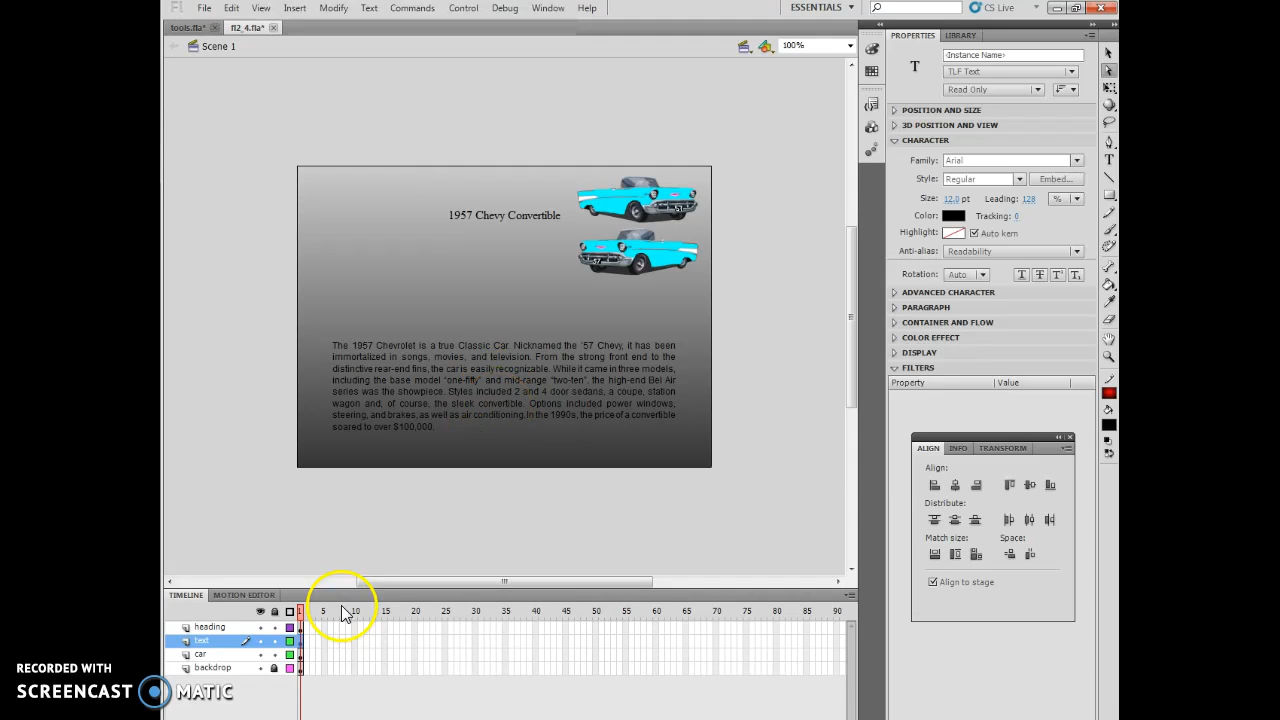 Fl File Edit View Insert Modify Text Commands Control Debug Window Help ESSENTIALS CS Live
tools.fla* fl2_4.fla*
Scene 1 100%
PROPERTIES LIBRARY
<Instance Name>
T TLF Text
Read Only
POSITION AND SIZE
3D POSITION AND VIEW
CHARACTER
Family: Arial
Style: Regular Embed...
Size: 12.0 pt Leading: 128 %
Color: Tracking: 0
Highlight: Auto kern
Anti-alias: Readability
Rotation: Auto T T T¹ T₁
ADVANCED CHARACTER
PARAGRAPH
CONTAINER AND FLOW
COLOR EFFECT
DISPLAY
FILTERS
Property Value
ALIGN INFO TRANSFORM
Align:
Distribute:
Match size: Space:
Align to stage
1957 Chevy Convertible
57
57
The 1957 Chevrolet is a true Classic Car. Nicknamed the '57 Chevy, it has been
immortalized in songs, movies, and television. From the strong front end to the
distinctive rear-end fins, the car is easily recognizable. While it came in three models,
including the base model “one-fifty” and mid-range “two-ten”. the high-end Bel Air
series was the showpiece. Styles included 2 and 4 door sedans, a coupe, station
wagon and, of course, the sleek convertible. Options included power windows,
steering, and brakes, as well as air conditioning.In the 1990s, the price of a convertible
soared to over $100,000.
TIMELINE MOTION EDITOR
1 5 10 15 20 25 30 35 40 45 50 55 60 65 70 75 80 85 90
heading
text
car
backdrop
RECORDED WITH
SCREENCAST MATIC